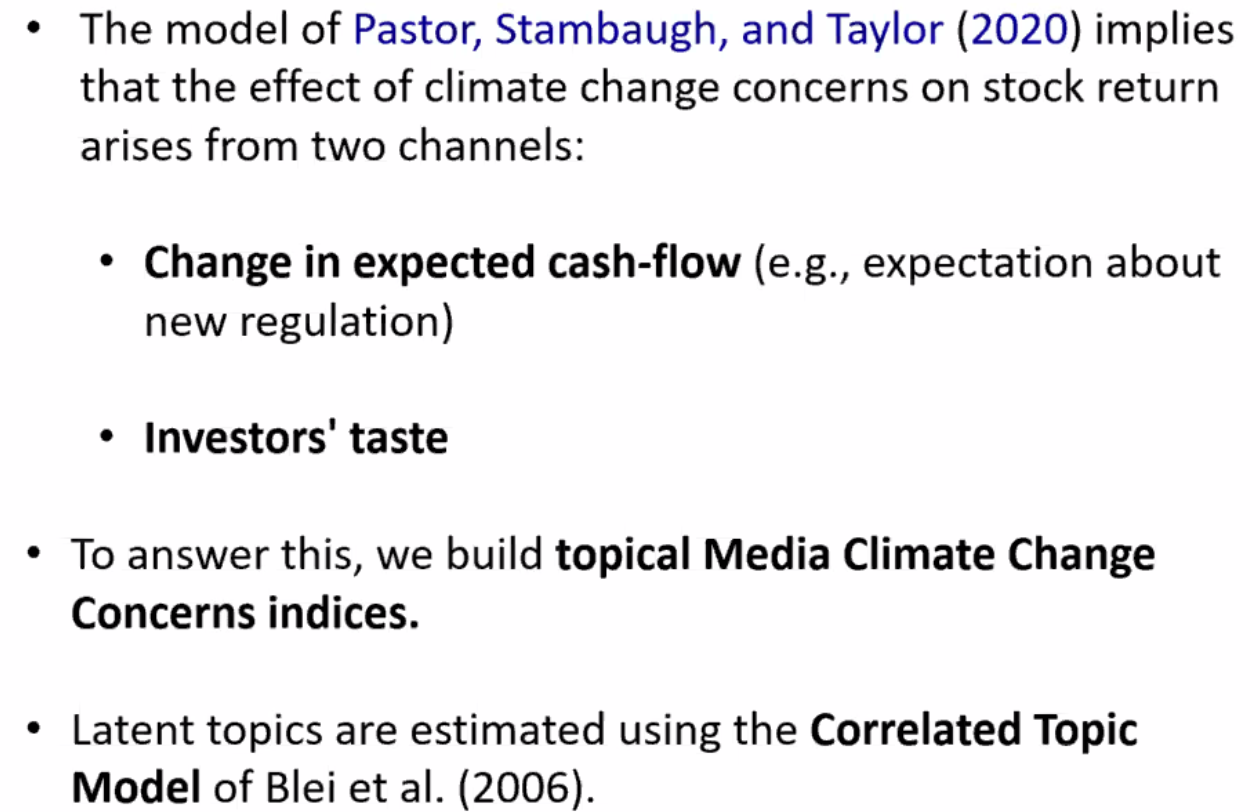 • The model of Pastor, Stambaugh, and Taylor (2020) implies
that the effect of climate change concerns on stock return
arises from two channels:
• Change in expected cash-flow (e.g., expectation about
new regulation)
• Investors' taste
• To answer this, we build topical Media Climate Change
Concerns indices.
• Latent topics are estimated using the Correlated Topic
Model of Blei et al. (2006).